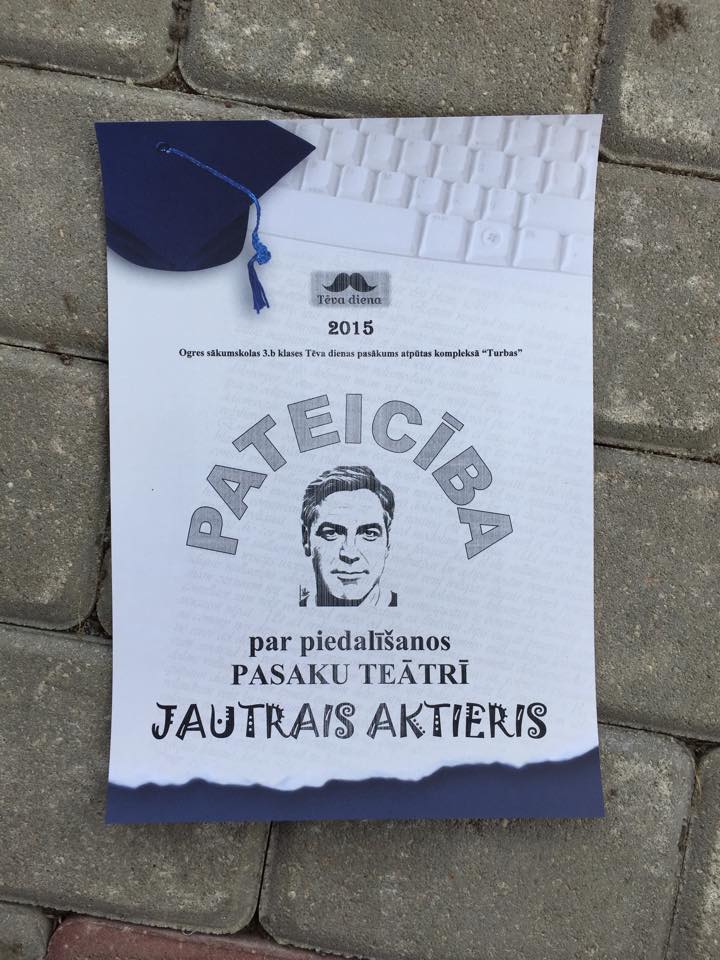 Tēva diena
2015
Ogres sākumskolas 3.b klases Tēva dienas pasākums atpūtas kompleksā “Turbas”
PATEICĪBA
par piedalīšanos
PASAKU TEĀTRĪ
JAUTRAIS AKTIERIS